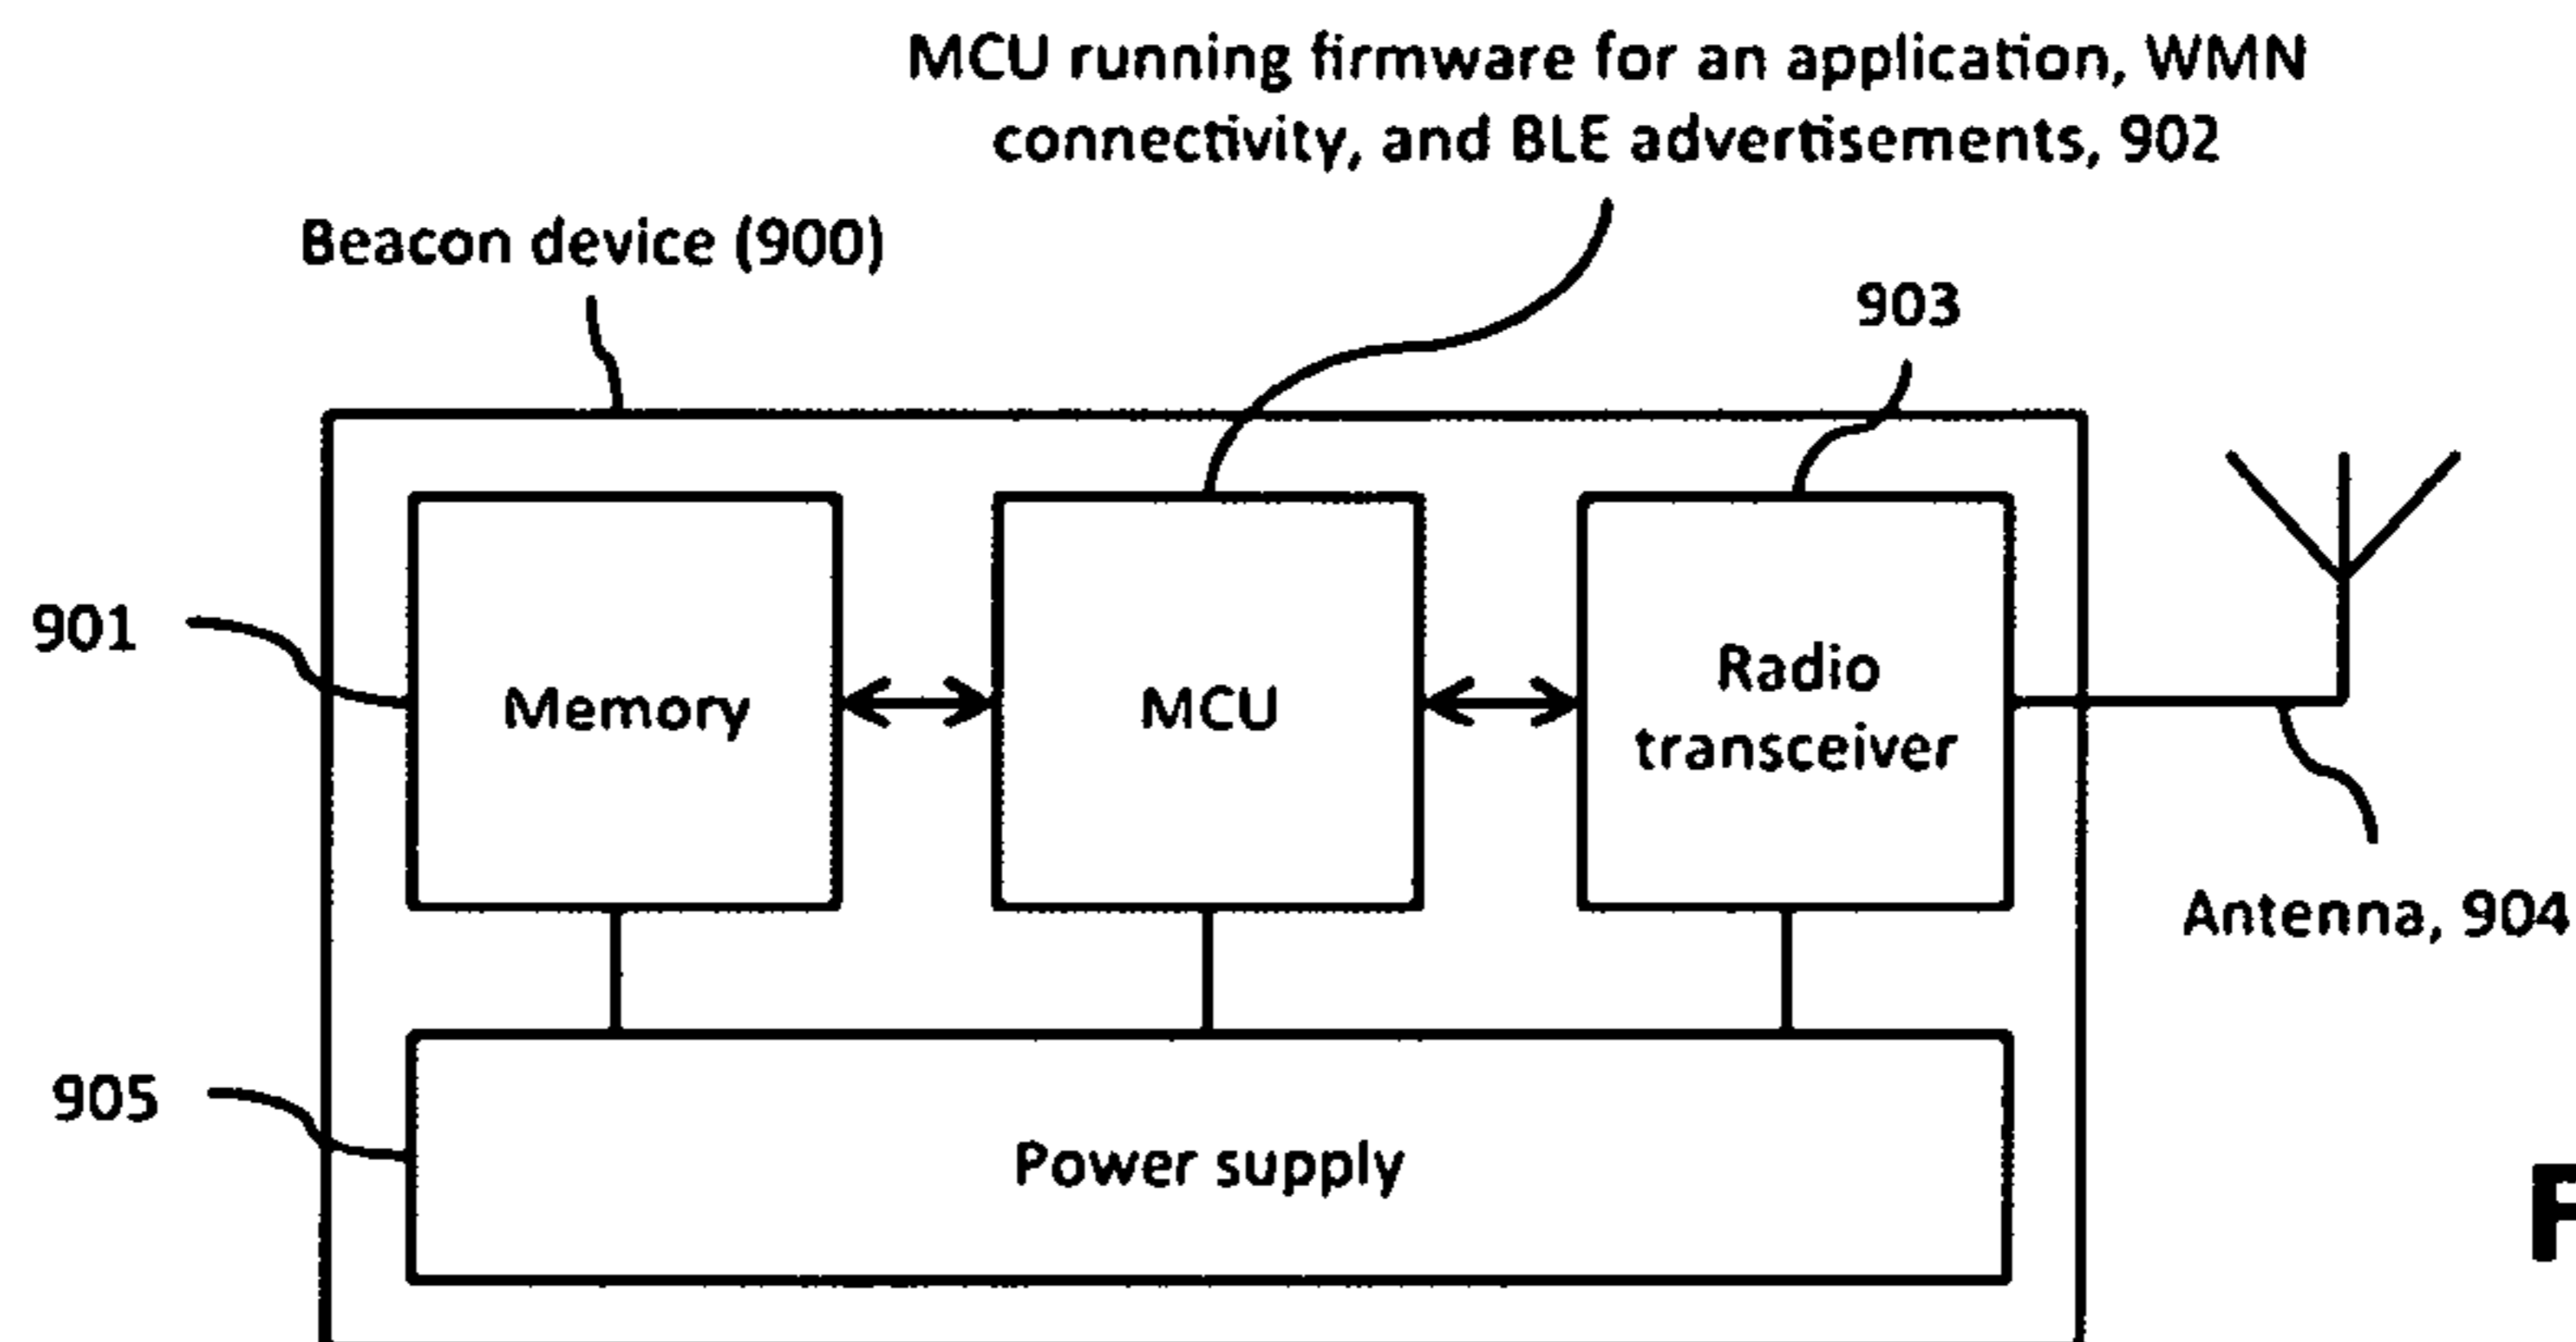 MCU running firmware for an application, WMN
connectivity, and BLE advertisements, 902
Beacon device (900)
903
901
Memory
MCU
Radio
transceiver
Antenna, 904
905
Power supply